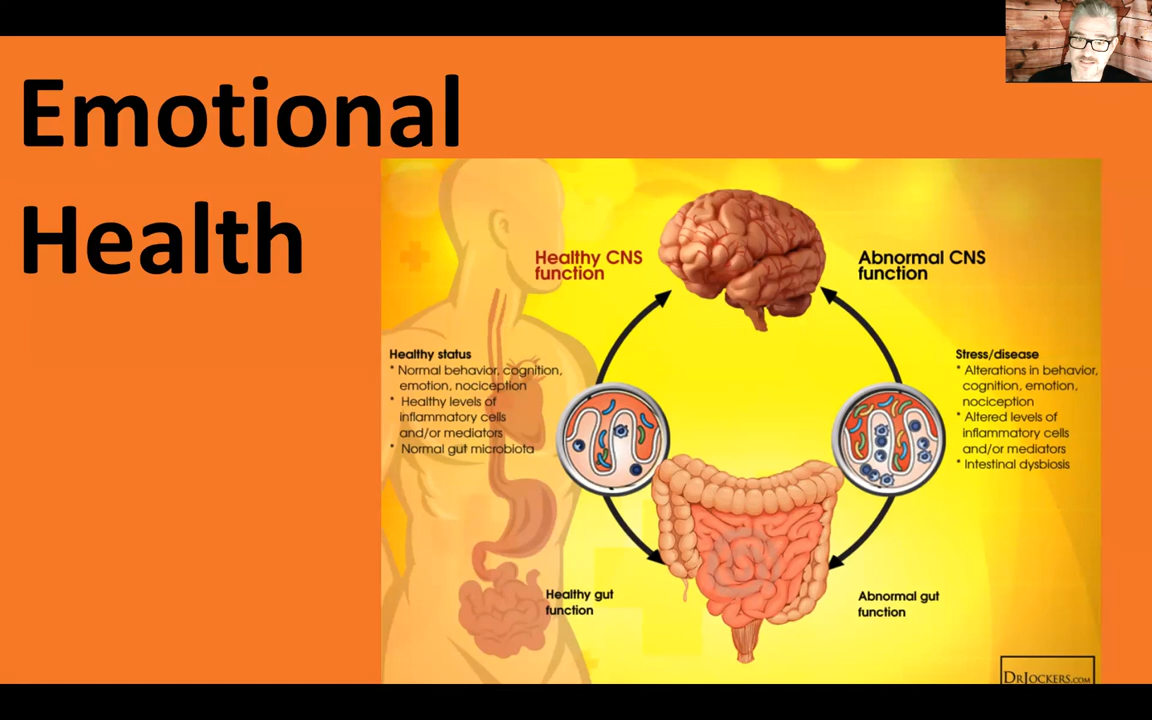 Emotional
Health
Healthy CNS
function
Abnormal CNS
function
Healthy status
* Normal behavior, cognition,
emotion, nociception
* Healthy levels of
inflammatory cells
and/or mediators
* Normal gut microbiota
Stress/disease
* Alterations in behavior,
cognition, emotion,
nociception
* Altered levels of
inflammatory cells
and/or mediators
* Intestinal dysbiosis
Healthy gut
function
Abnormal gut
function
DRJOCKERS.COM